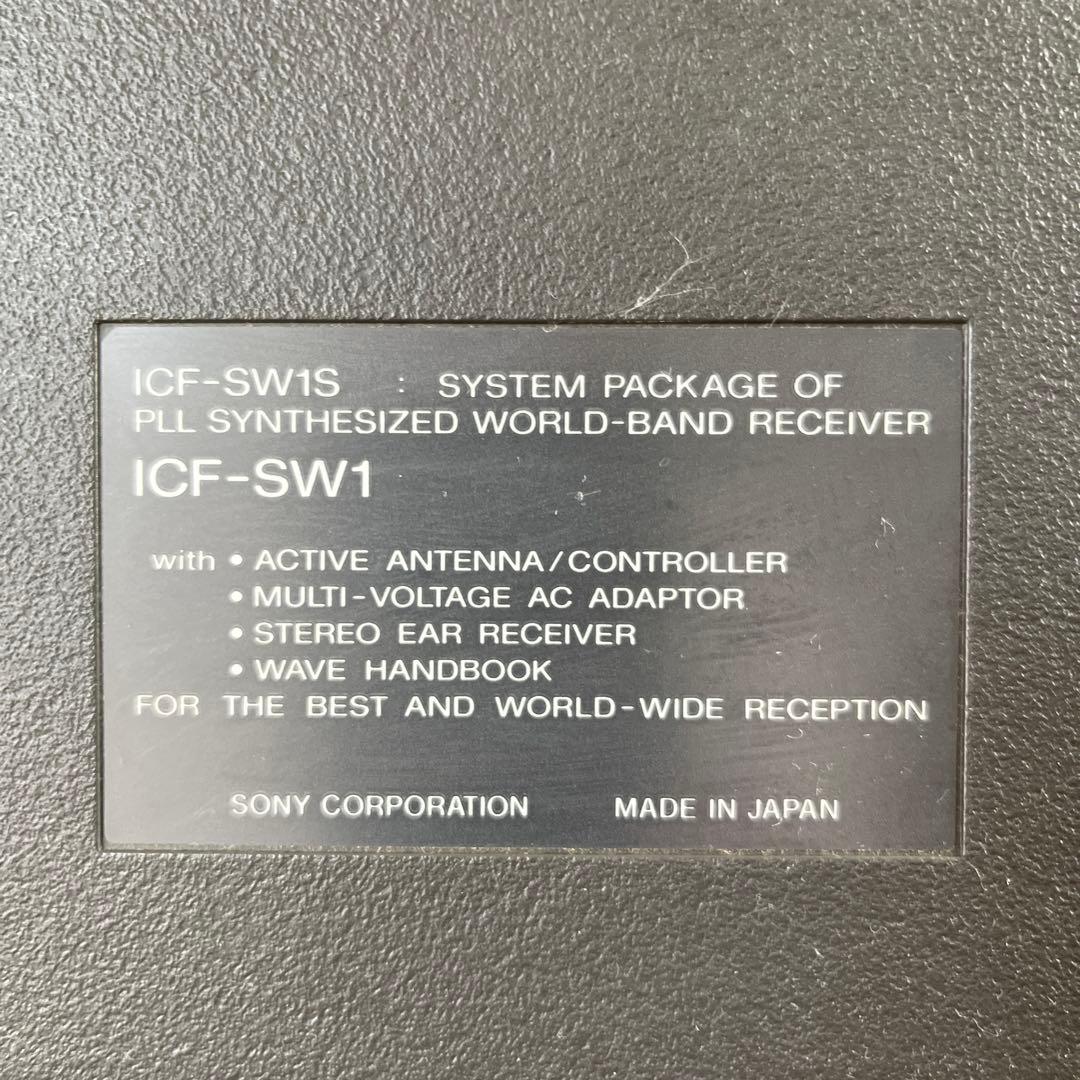 ICF-SW1S : SYSTEM PACKAGE OF
PLL SYNTHESIZED WORLD-BAND RECEIVER
ICF-SW1
with • ACTIVE ANTENNA/CONTROLLER
• MULTI-VOLTAGE AC ADAPTOR
• STEREO EAR RECEIVER
• WAVE HANDBOOK
FOR THE BEST AND WORLD-WIDE RECEPTION
SONY CORPORATION MADE IN JAPAN